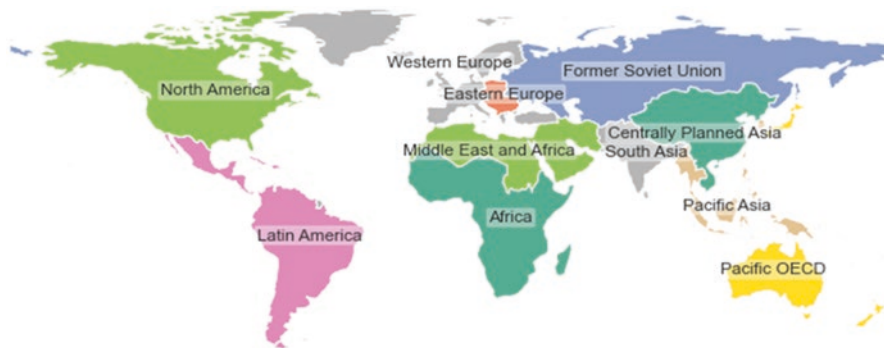 Western Europe
Former Soviet Union
North America
Eastern Europe
Centrally Planned Asia
Middle East and Africa
South Asia
Pacific Asia
Africa
Latin America
Pacific OECD